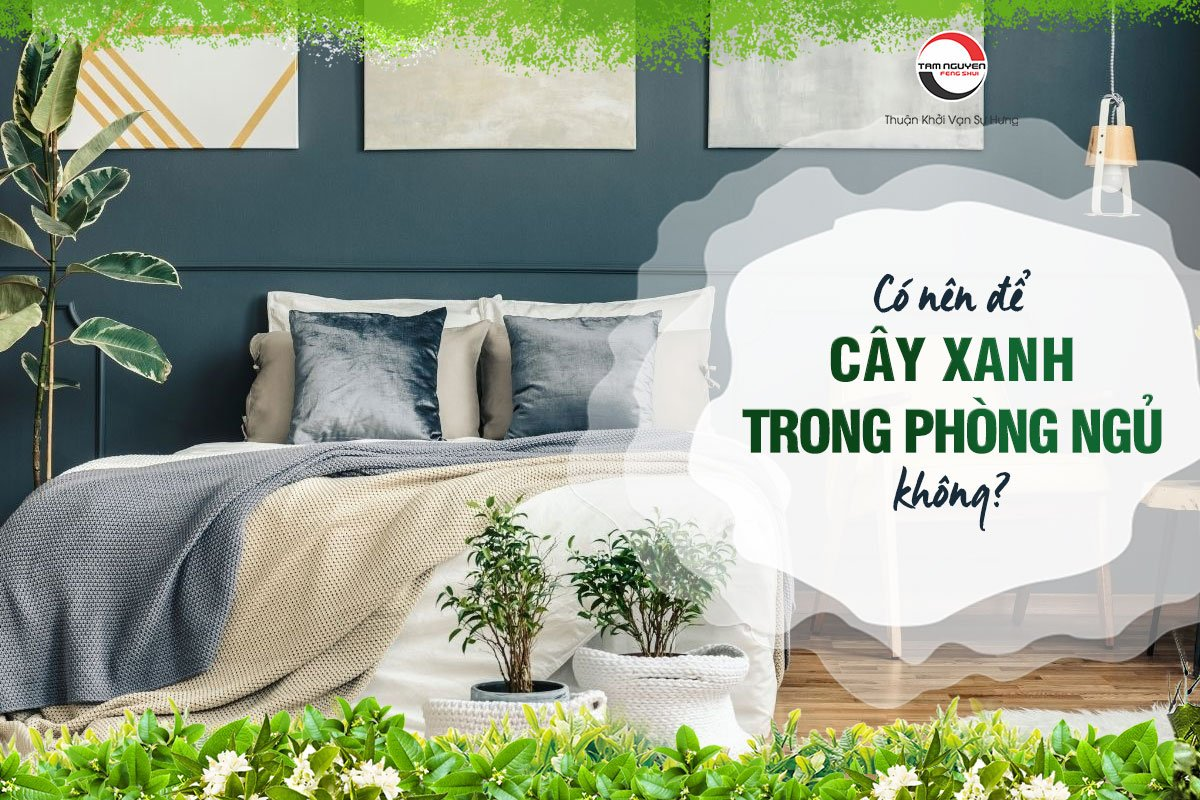 TAM NGUYEN
FENG SHUI
Thuận Khởi Vạn Sự Hưng
Có nên để
CÂY XANH
TRONG PHÒNG NGỦ
không?